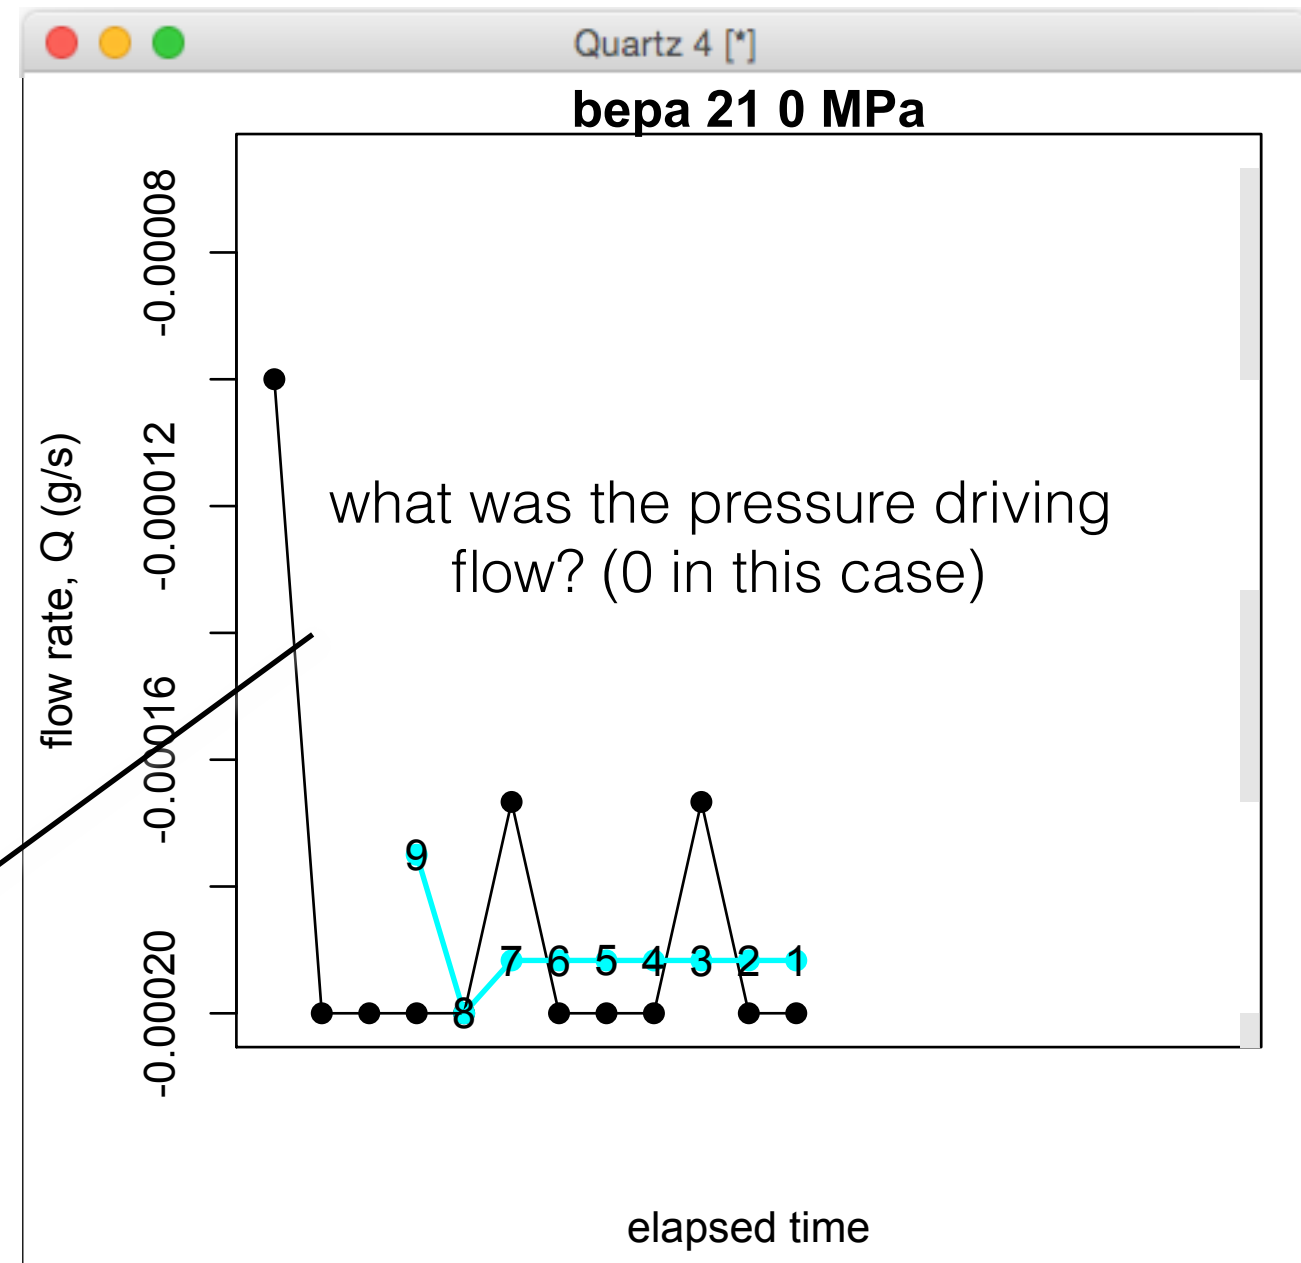 Quartz 4 [*]
bepa 21 0 MPa
flow rate, Q (g/s)
-0.00008
-0.00012
-0.00016
-0.00020
what was the pressure driving
flow? (0 in this case)
9
8
7 6 5 4 3 2 1
elapsed time